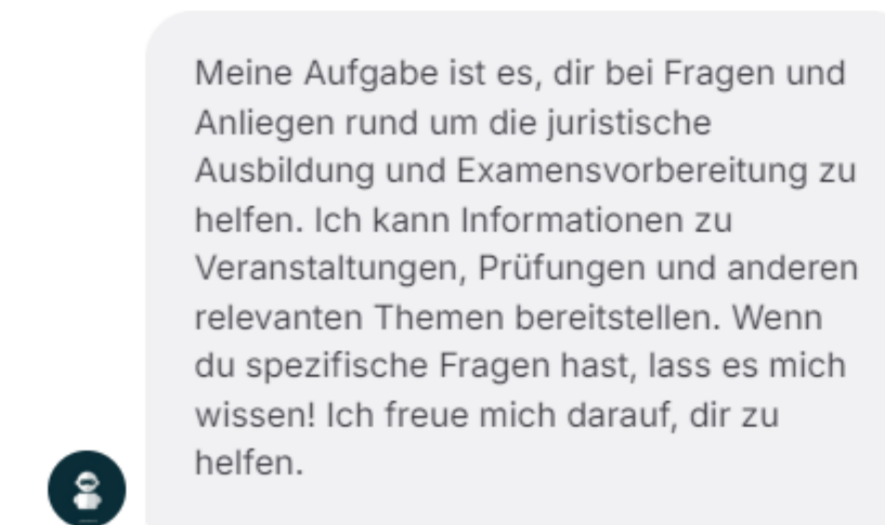 Meine Aufgabe ist es, dir bei Fragen und
Anliegen rund um die juristische
Ausbildung und Examensvorbereitung zu
helfen. Ich kann Informationen zu
Veranstaltungen, Prüfungen und anderen
relevanten Themen bereitstellen. Wenn
du spezifische Fragen hast, lass es mich
wissen! Ich freue mich darauf, dir zu
helfen.